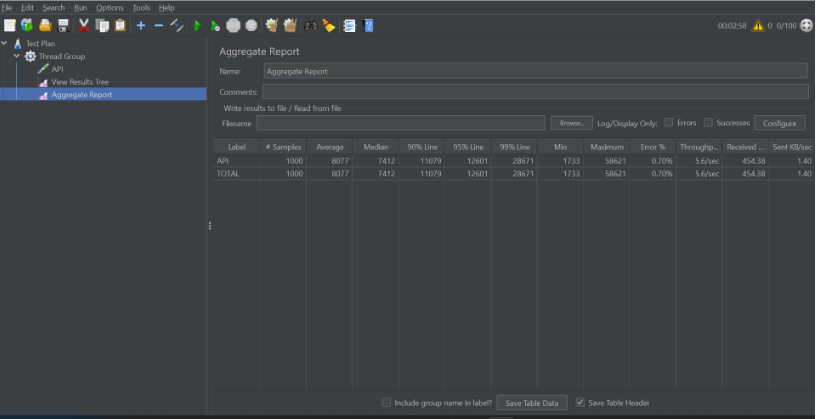 File Edit Search Run Options Tools Help
00:02:58 0 0/100
Test Plan
Thread Group
API
View Results Tree
Aggregate Report
Aggregate Report
Name: Aggregate Report
Comments:
Write results to file / Read from file
Filename Browse... Log/Display Only: Errors Successes Configure
Label # Samples Average Median 90% Line 95% Line 99% Line Min Maximum Error % Throughp... Received ... Sent KB/sec
API 1000 8077 7412 11079 12601 28671 1733 58621 0.70% 5.6/sec 454.38 1.40
TOTAL 1000 8077 7412 11079 12601 28671 1733 58621 0.70% 5.6/sec 454.38 1.40
Include group name in label? Save Table Data Save Table Header